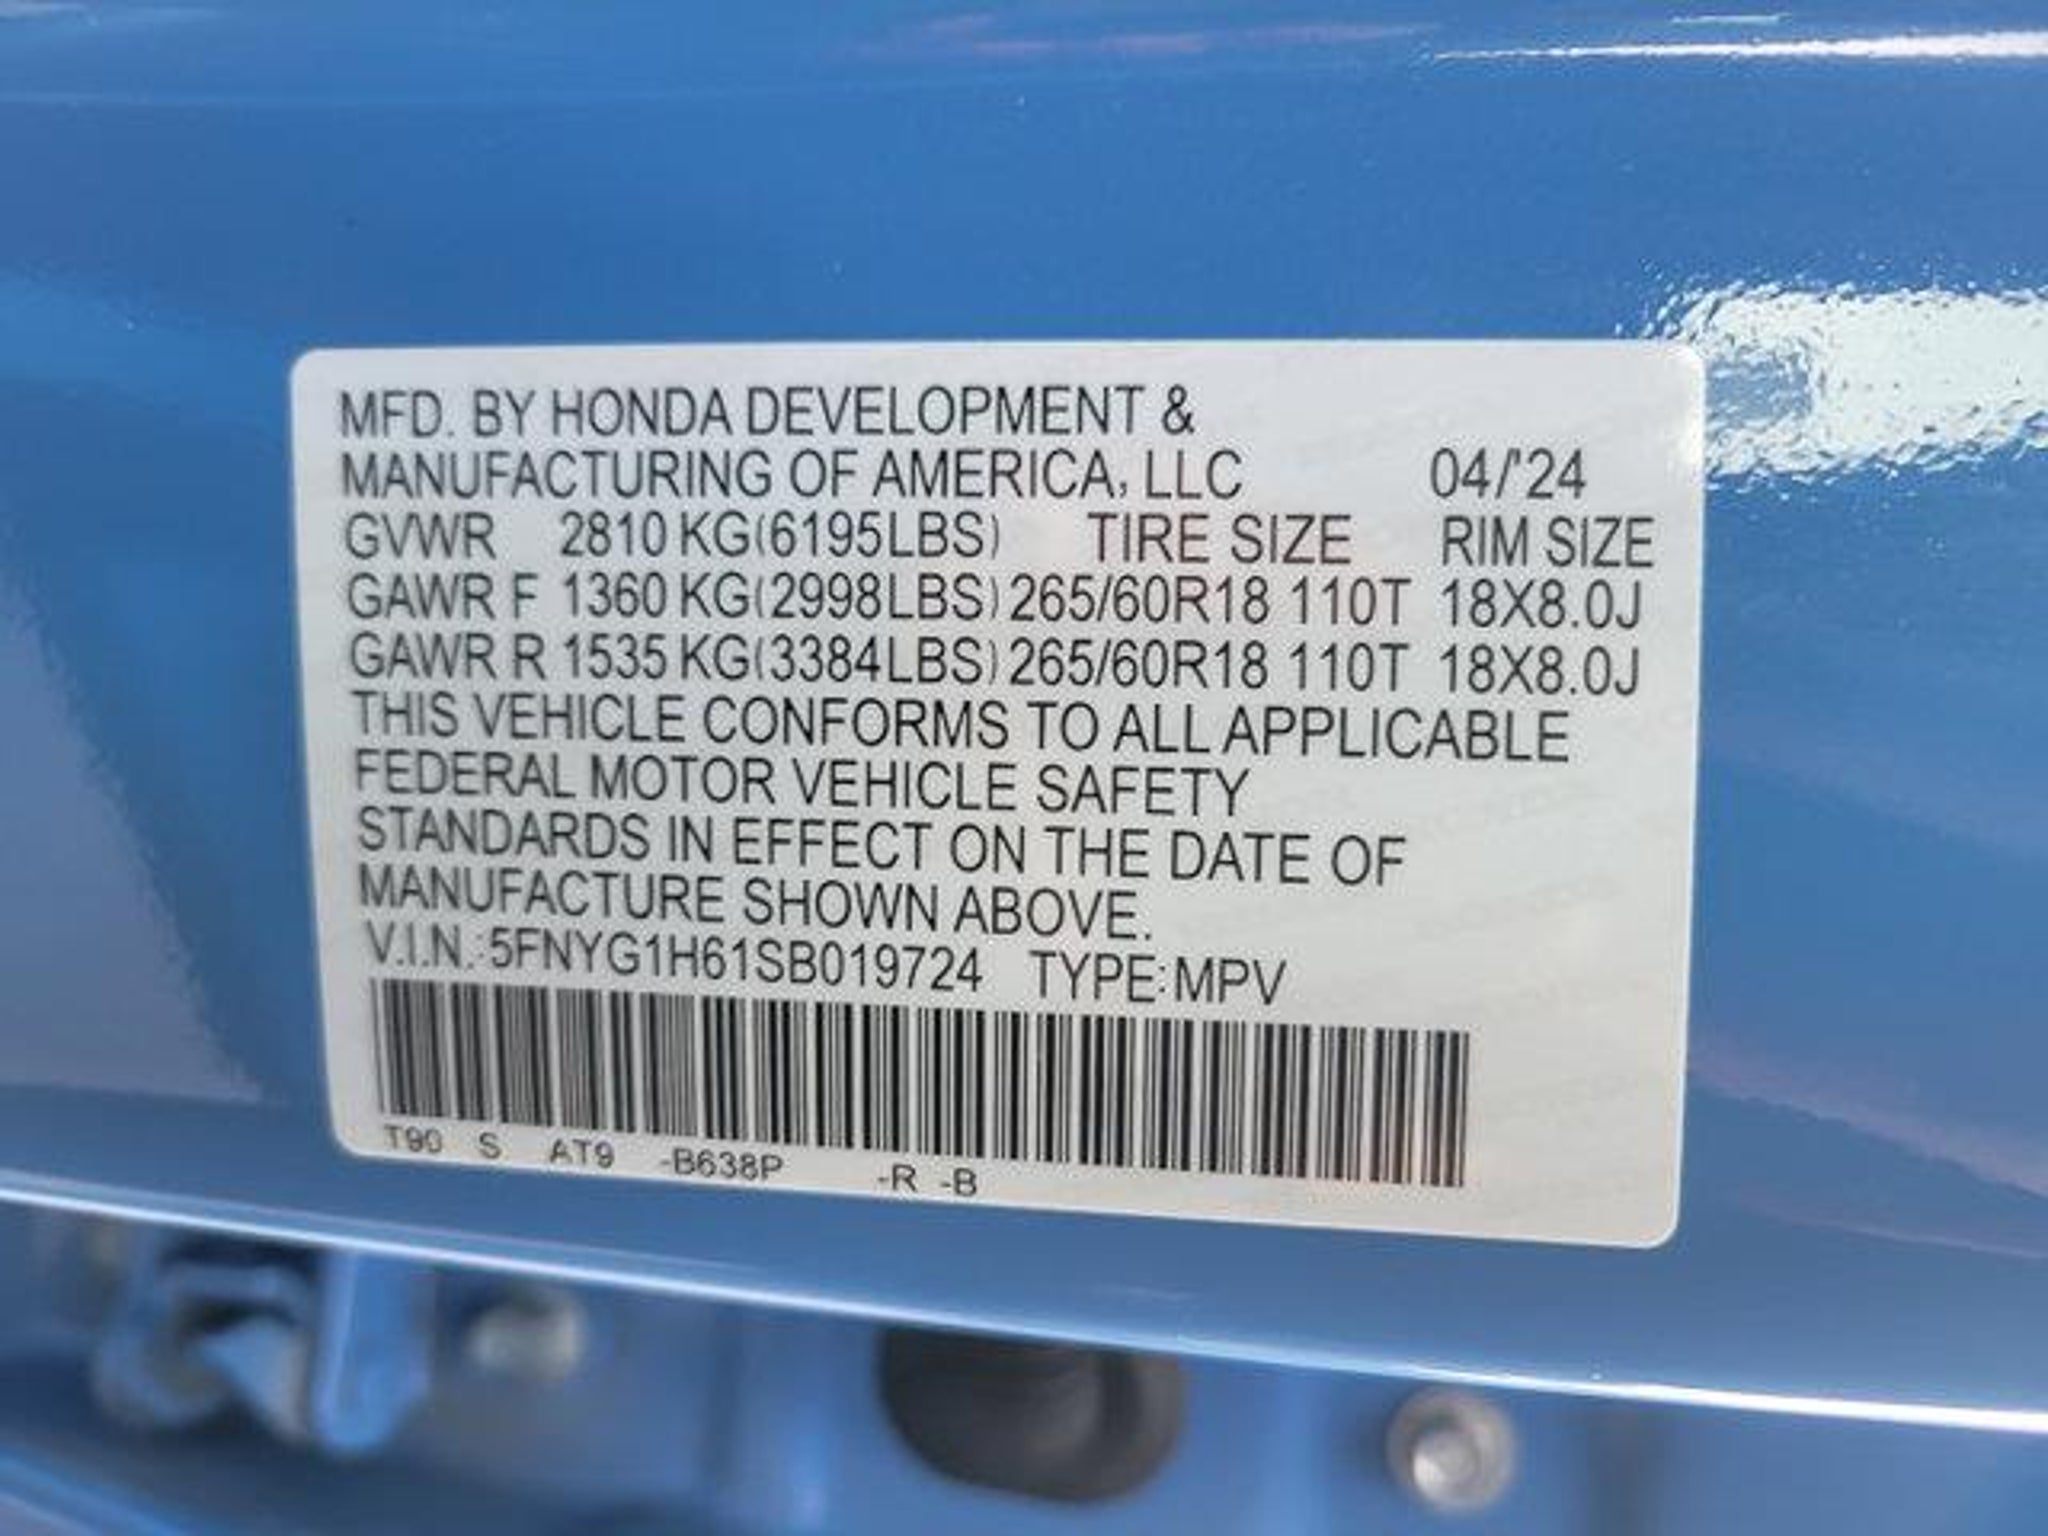 MFD. BY HONDA DEVELOPMENT &
MANUFACTURING OF AMERICA, LLC 04/'24
GVWR 2810 KG(6195LBS) TIRE SIZE RIM SIZE
GAWR F 1360 KG(2998LBS) 265/60R18 110T 18X8.0J
GAWR R 1535 KG(3384LBS) 265/60R18 110T 18X8.0J
THIS VEHICLE CONFORMS TO ALL APPLICABLE
FEDERAL MOTOR VEHICLE SAFETY
STANDARDS IN EFFECT ON THE DATE OF
MANUFACTURE SHOWN ABOVE.
V.I.N.:5FNYG1H61SB019724 TYPE:MPV
T90 S AT9 -B638P -R -B